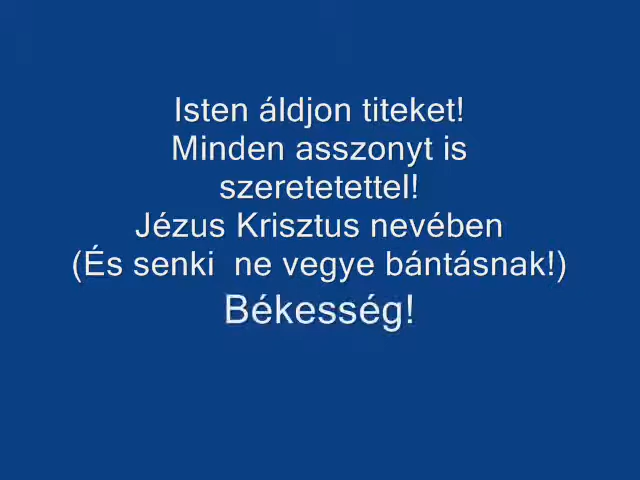 Isten áldjon titeket!
Minden asszonyt is
szeretetettel!
Jézus Krisztus nevében
(És senki  ne vegye bántásnak!)
Békesség!